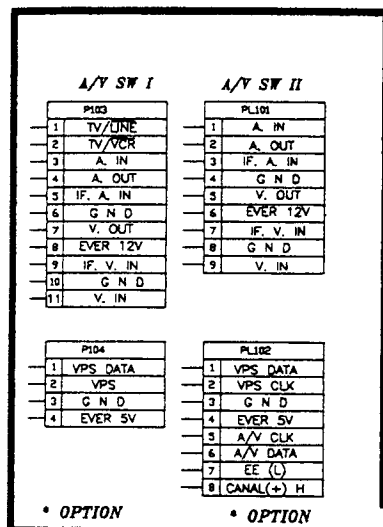 A/V SW I
P103
1 TV/LINE
2 TV/VCR
3 A. IN
4 A. OUT
5 IF. A. IN
6 G N D
7 V. OUT
8 EVER 12V
9 IF. V. IN
10 G N D
11 V. IN
A/V SW II
PL101
1 A. IN
2 A. OUT
3 IF. A. IN
4 G N D
5 V. OUT
6 EVER 12V
7 IF. V. IN
8 G N D
9 V. IN
P104
1 VPS DATA
2 VPS
3 G N D
4 EVER 5V
* OPTION
PL102
1 VPS DATA
2 VPS CLK
3 G N D
4 EVER 5V
5 A/V CLK
6 A/V DATA
7 EE (L)
8 CANAL(+) H
* OPTION